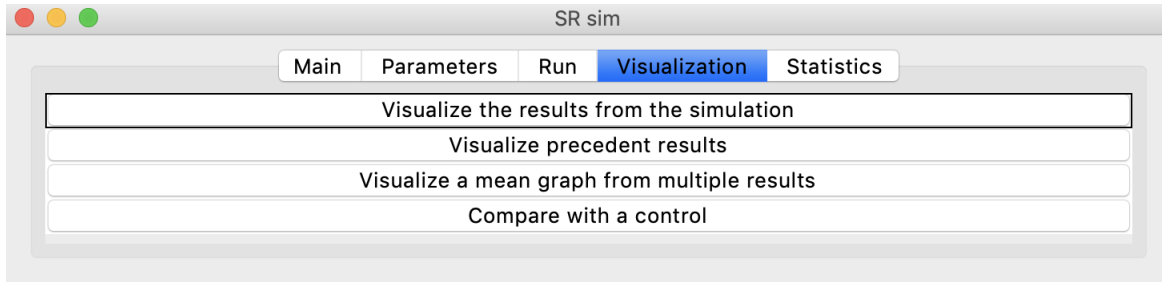 SR sim
Main Parameters Run Visualization Statistics
Visualize the results from the simulation
Visualize precedent results
Visualize a mean graph from multiple results
Compare with a control